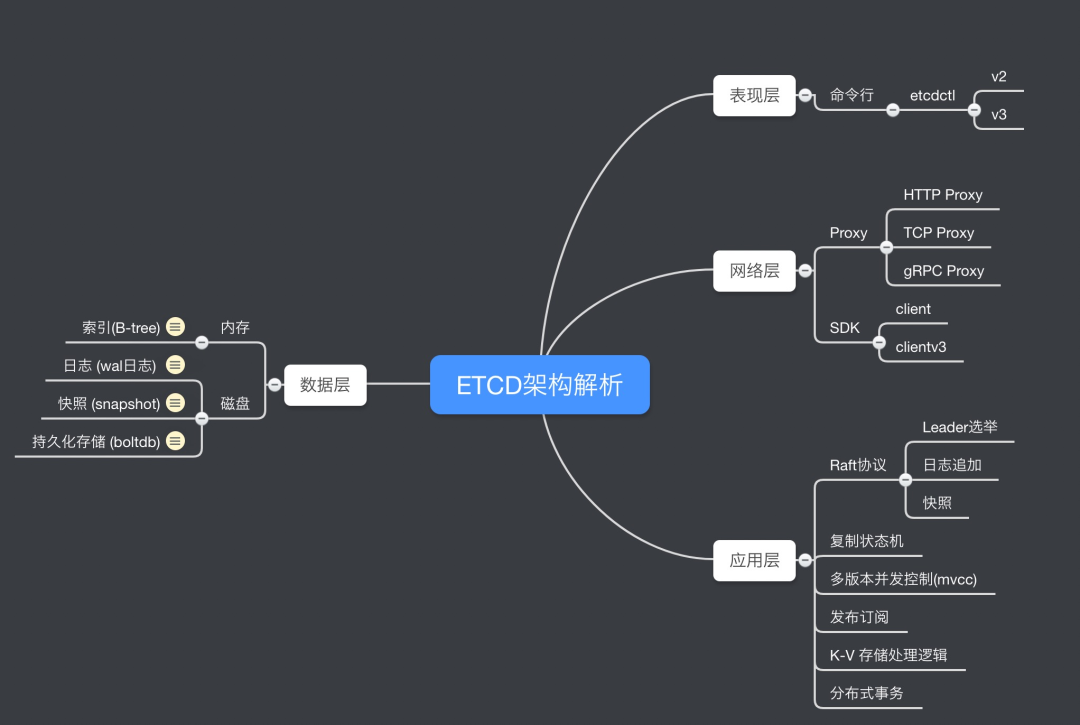 ETCD架构解析
表现层
命令行
etcdctl
v2
v3
网络层
Proxy
HTTP Proxy
TCP Proxy
gRPC Proxy
SDK
client
clientv3
应用层
Raft协议
Leader选举
日志追加
快照
复制状态机
多版本并发控制(mvcc)
发布订阅
K-V 存储处理逻辑
分布式事务
数据层
内存
索引(B-tree)
磁盘
日志 (wal日志)
快照 (snapshot)
持久化存储 (boltdb)